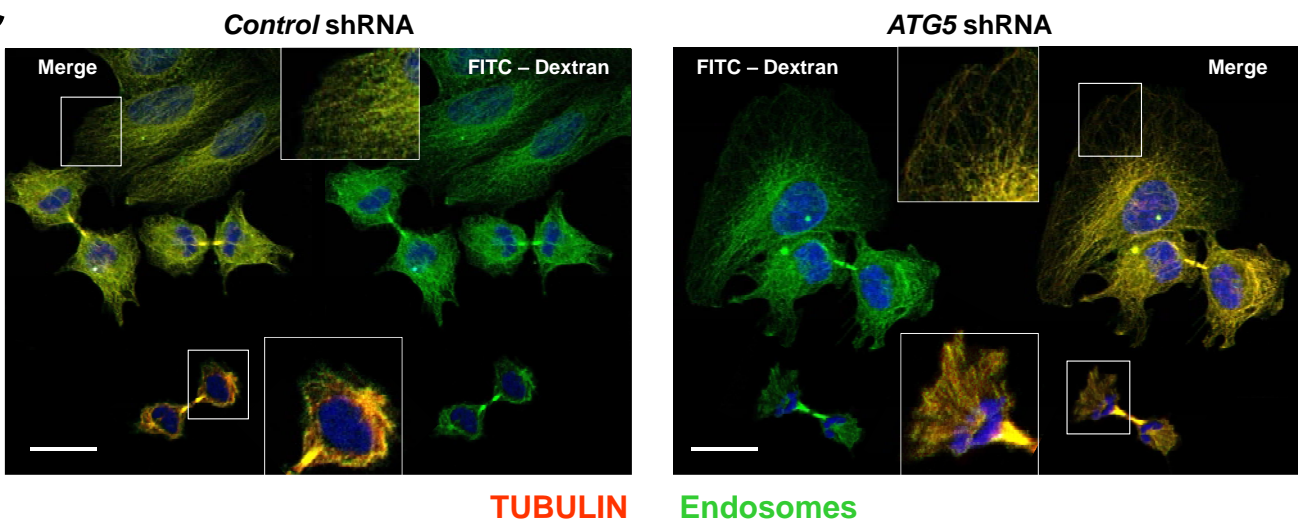 Control shRNA
ATG5 shRNA
Merge
FITC – Dextran
FITC – Dextran
Merge
TUBULIN
Endosomes